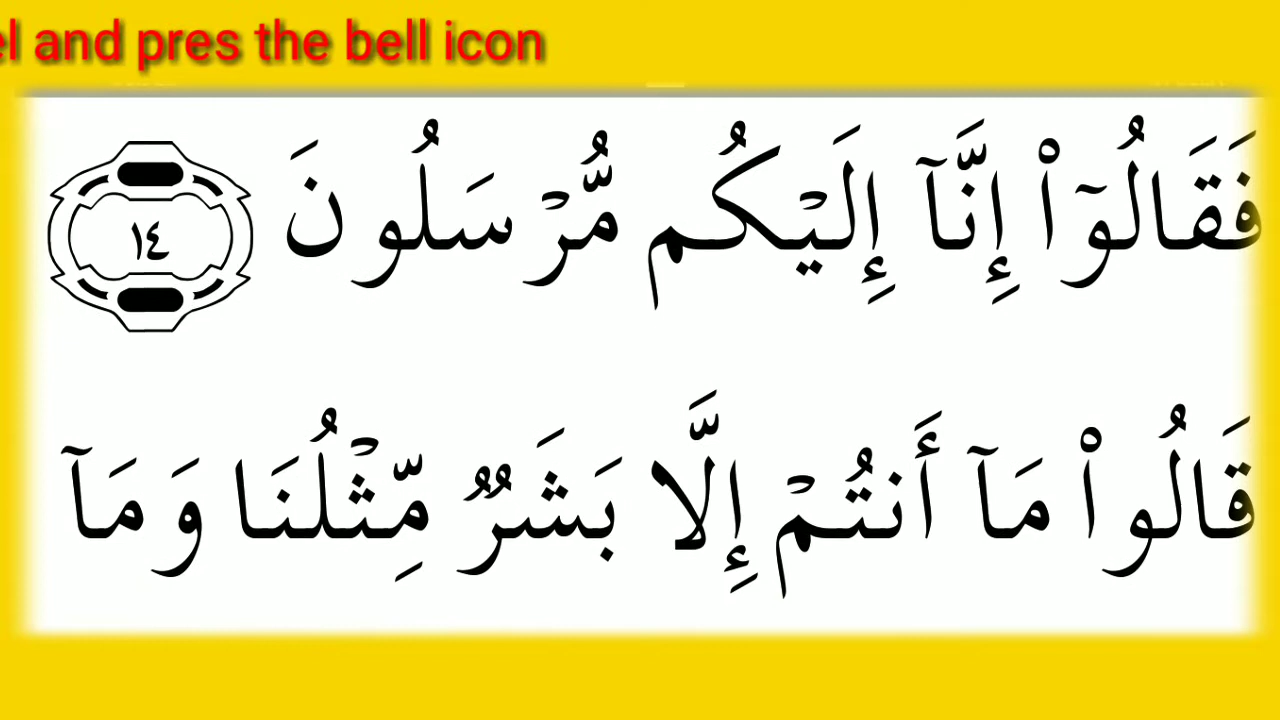 el and pres the bell icon
فَقَالُوٓاْ إِنَّآ إِلَيۡكُم مُّرۡسَلُونَ ١٤
قَالُواْ مَآ أَنتُمۡ إِلَّا بَشَرٞ مِّثۡلُنَا وَمَآ